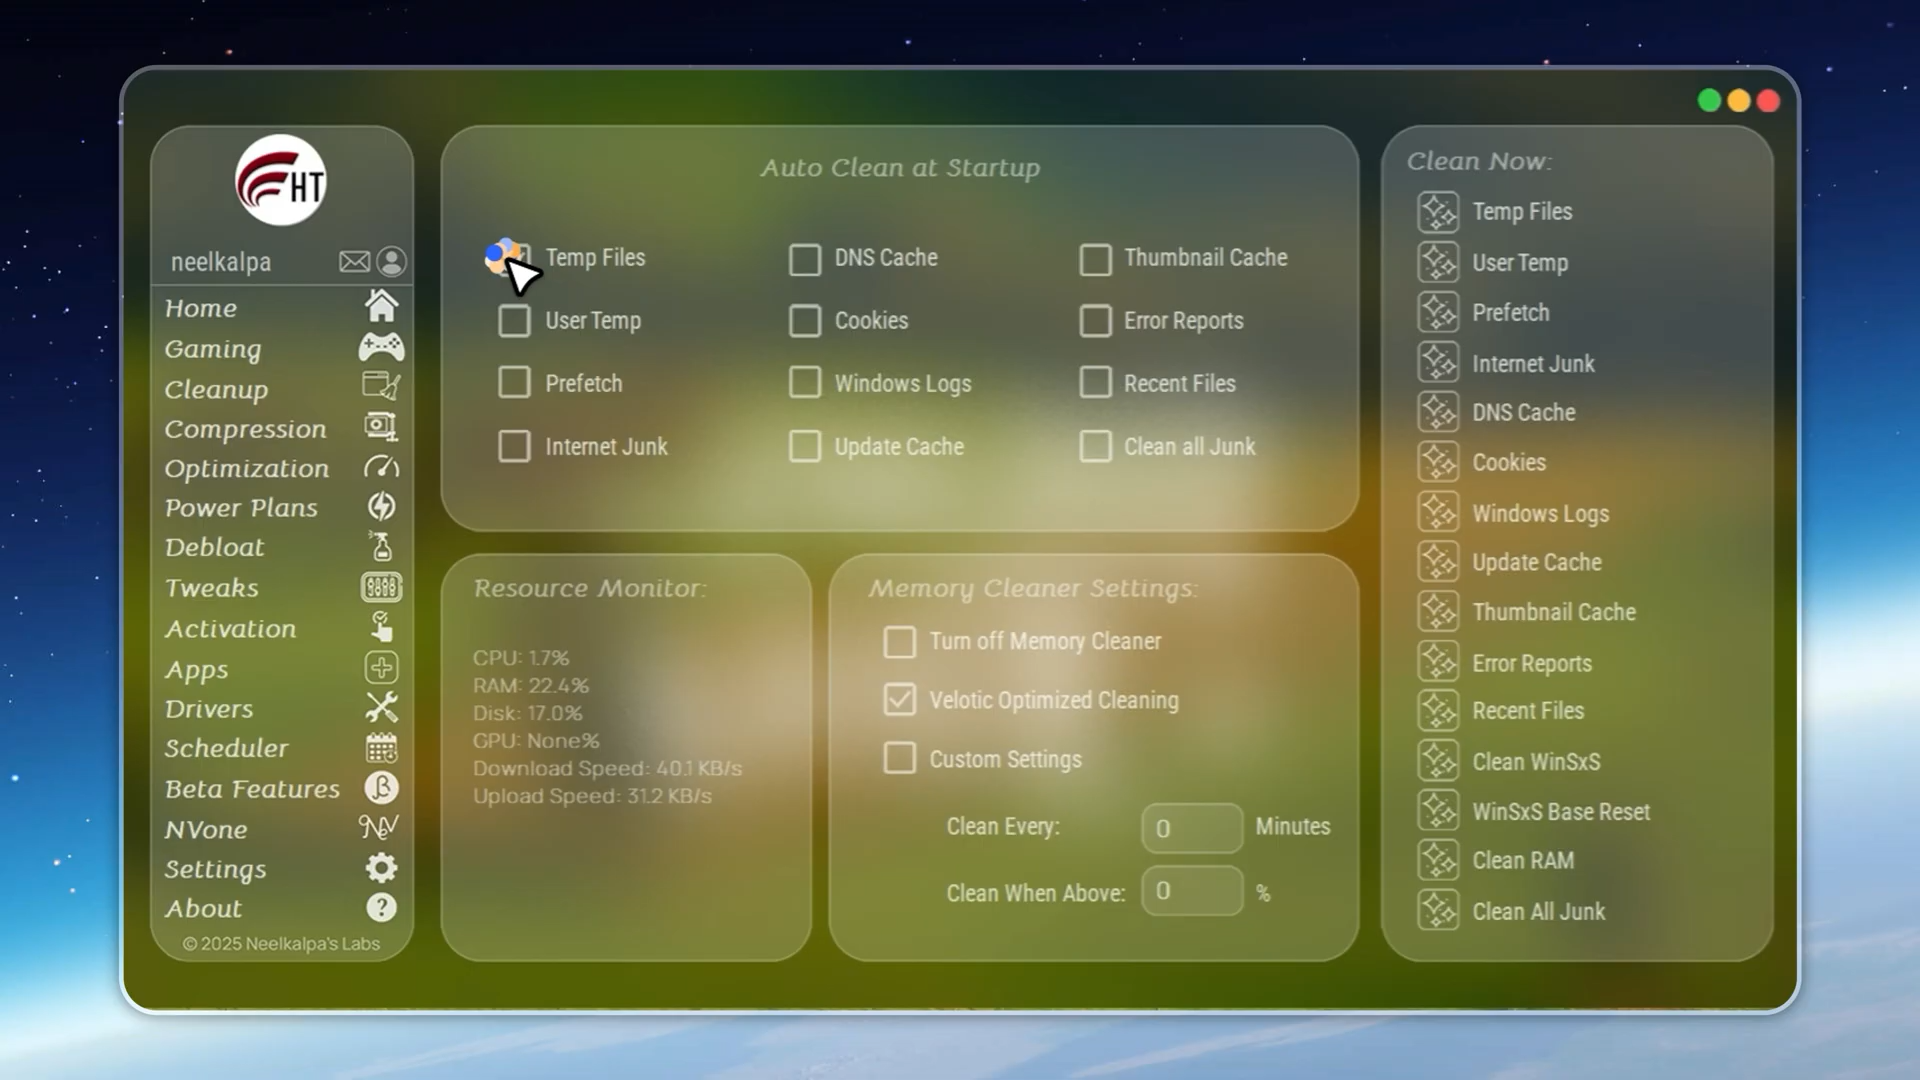 HT
neelkalpa
Home
Gaming
Cleanup
Compression
Optimization
Power Plans
Debloat
Tweaks
Activation
Apps
Drivers
Scheduler
Beta Features
β
NVone
NV
Settings
About
?
© 2025 Neelkalpa's Labs
Auto Clean at Startup
Temp Files
DNS Cache
Thumbnail Cache
User Temp
Cookies
Error Reports
Prefetch
Windows Logs
Recent Files
Internet Junk
Update Cache
Clean all Junk
Resource Monitor:
CPU: 1.7%
RAM: 22.4%
Disk: 17.0%
GPU: None%
Download Speed: 40.1 KB/s
Upload Speed: 31.2 KB/s
Memory Cleaner Settings:
Turn off Memory Cleaner
Velotic Optimized Cleaning
Custom Settings
Clean Every: 0 Minutes
Clean When Above: 0 %
Clean Now:
Temp Files
User Temp
Prefetch
Internet Junk
DNS Cache
Cookies
Windows Logs
Update Cache
Thumbnail Cache
Error Reports
Recent Files
Clean WinSxS
WinSxS Base Reset
Clean RAM
Clean All Junk